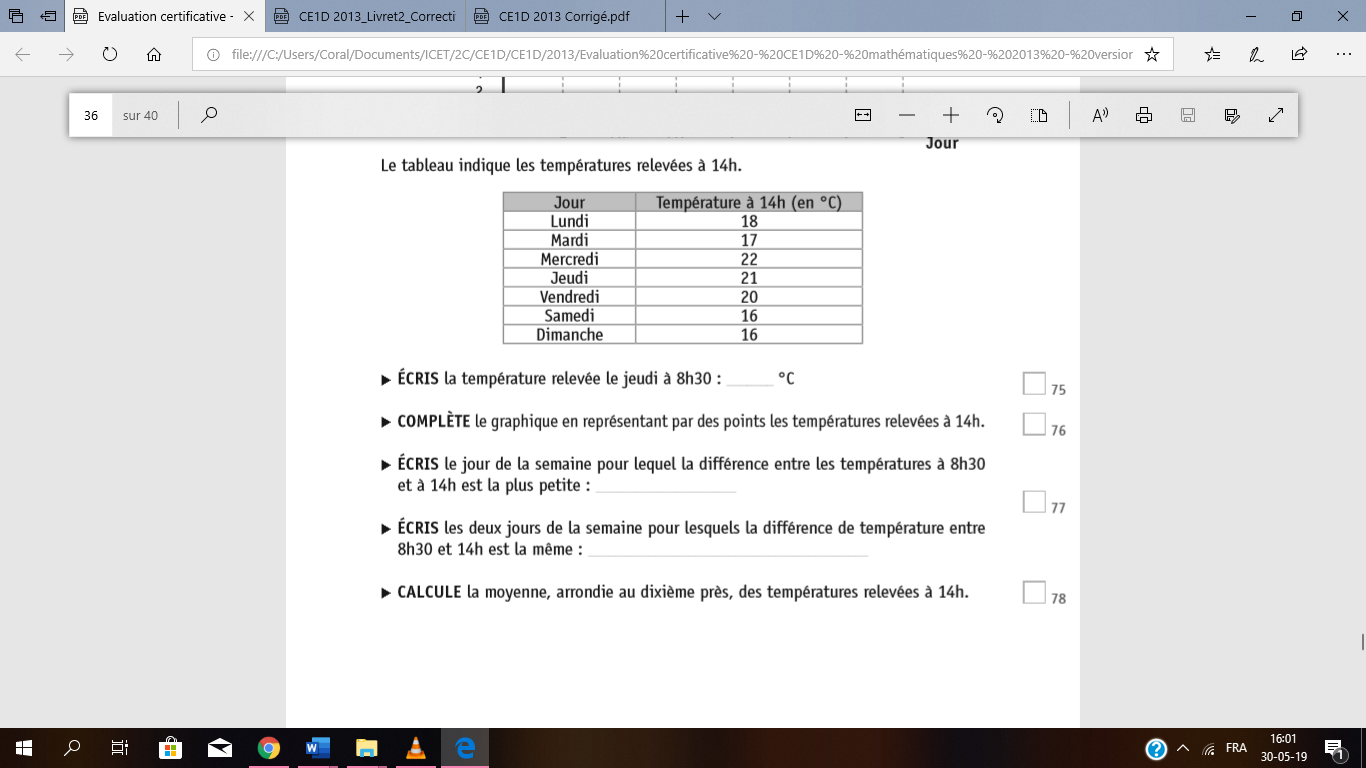 Evaluation certificative -
CE1D 2013_Livret2_Correcti
CE1D 2013 Corrigé.pdf
file:///C:/Users/Coral/Documents/ICET/2C/CE1D/CE1D/2013/Evaluation%20certificative%20-%20CE1D%20-%20mathématiques%20-%202013%20-%20versior
2
36 sur 40
Jour
Le tableau indique les températures relevées à 14h.
Jour Température à 14h (en °C)
Lundi 18
Mardi 17
Mercredi 22
Jeudi 21
Vendredi 20
Samedi 16
Dimanche 16
► ÉCRIS la température relevée le jeudi à 8h30 : ______ °C
75
► COMPLÈTE le graphique en représentant par des points les températures relevées à 14h.
76
► ÉCRIS le jour de la semaine pour lequel la différence entre les températures à 8h30
et à 14h est la plus petite : __________________
77
► ÉCRIS les deux jours de la semaine pour lesquels la différence de température entre
8h30 et 14h est la même : ____________________________________
► CALCULE la moyenne, arrondie au dixième près, des températures relevées à 14h.
78
FRA
16:01
30-05-19
1